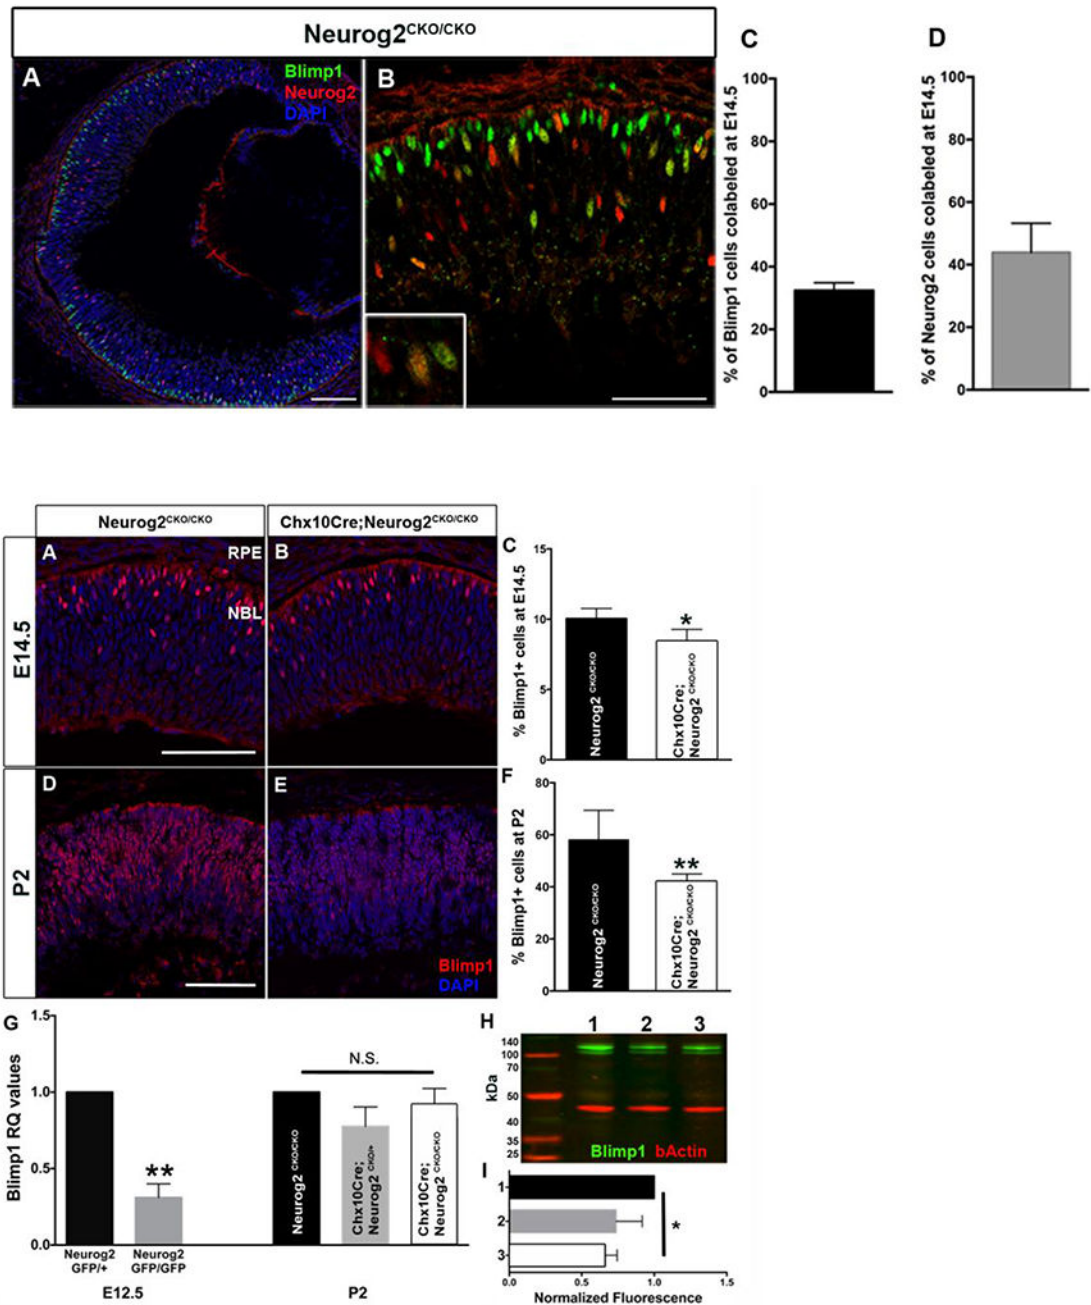 Neurog2CKO/CKO
A
Blimp1
Neurog2
DAPI
B
C
% of Blimp1 cells colabeled at E14.5
100
80
60
40
20
0
D
% of Neurog2 cells colabeled at E14.5
100
80
60
40
20
0
Neurog2CKO/CKO
Chx10Cre;Neurog2CKO/CKO
E14.5
A
RPE
NBL
B
C
% Blimp1+ cells at E14.5
15
10
5
0
Neurog2 CKO/CKO
*
Chx10Cre;
Neurog2 CKO/CKO
P2
D
E
Blimp1
DAPI
F
% Blimp1+ cells at P2
80
60
40
20
0
Neurog2 CKO/CKO
**
Chx10Cre;
Neurog2 CKO/CKO
G
Blimp1 RQ values
1.5
1.0
0.5
0.0
**
N.S.
Neurog2 CKO/CKO
Chx10Cre;
Neurog2 CKO/+
Chx10Cre;
Neurog2 CKO/CKO
Neurog2
GFP/+
Neurog2
GFP/GFP
E12.5
P2
H
1 2 3
kDa
140
100
70
50
40
35
25
Blimp1 bActin
I
1
2
3
*
0.0 0.5 1.0 1.5
Normalized Fluorescence